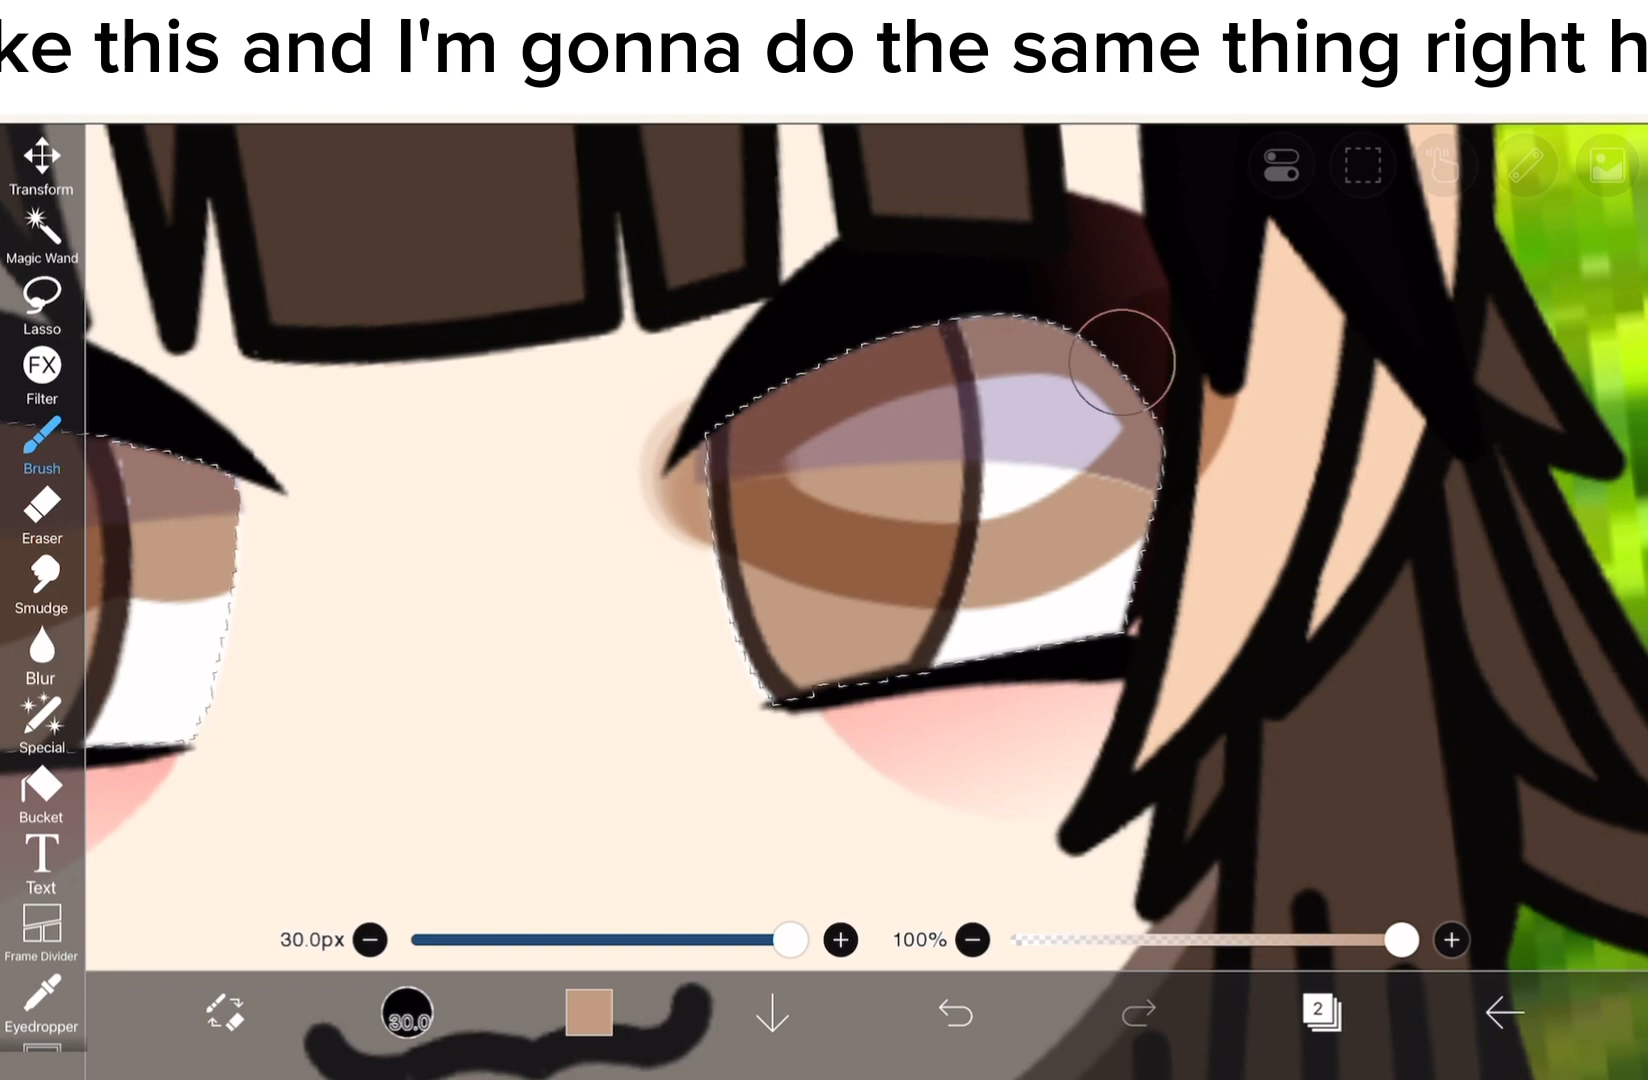 this and I'm gonna do the same thing right
Transform
Magic Wand
Lasso
FX
Filter
Brush
Eraser
Smudge
Blur
Special
Bucket
T
Text
Frame Divider
Eyedropper
30.0px
100%
30.0
2